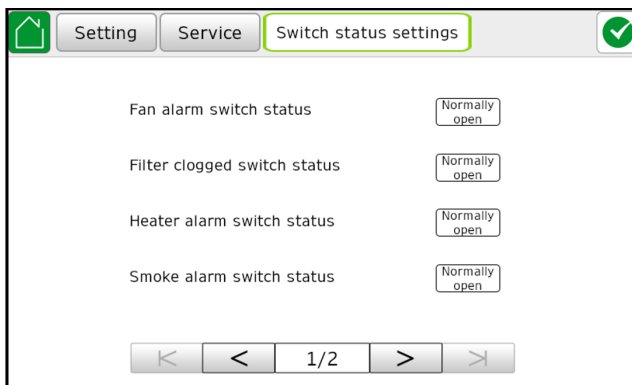 Setting Service Switch status settings
Fan alarm switch status
Normally
open
Filter clogged switch status
Normally
open
Heater alarm switch status
Normally
open
Smoke alarm switch status
Normally
open
< 1/2 >